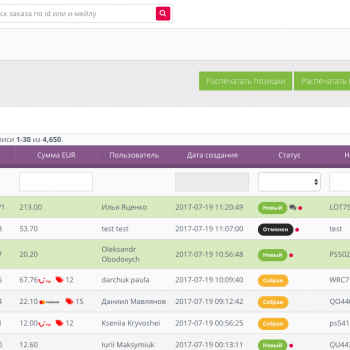 ск заказа по id или и-мейлу
Распечатать позиции Распечатать
иси 1-30 из 4,650.
Сумма EUR Пользователь Дата создания Статус Н
71 213.00 Илья Яценко 2017-07-19 11:20:49 Новый LOT75
3 53.70 test test 2017-07-19 11:07:00 Отменен test
7 20.20 Oleksandr Obodovych 2017-07-19 10:56:48 Новый PS502
5 67.76 12 darchuk paula 2017-07-19 10:09:40 Собран WRC7
4 22.10 15 Даниил Мавлянов 2017-07-19 09:12:42 Собран QO44
1 12.00 12 Kseniia Kryvoshei 2017-07-19 00:56:25 Собран ps541
0 12.60 Iurii Maksymiuk 2017-07-19 00:13:11 Новый QU44